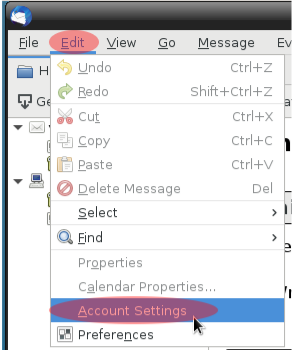 File Edit View Go Message Ev
H
Undo Ctrl+Z
Redo Shift+Ctrl+Z
Ge
Cut Ctrl+X
Copy Ctrl+C
Paste Ctrl+V
Delete Message Del
Select
Find
Properties
Calendar Properties...
Account Settings
Preferences